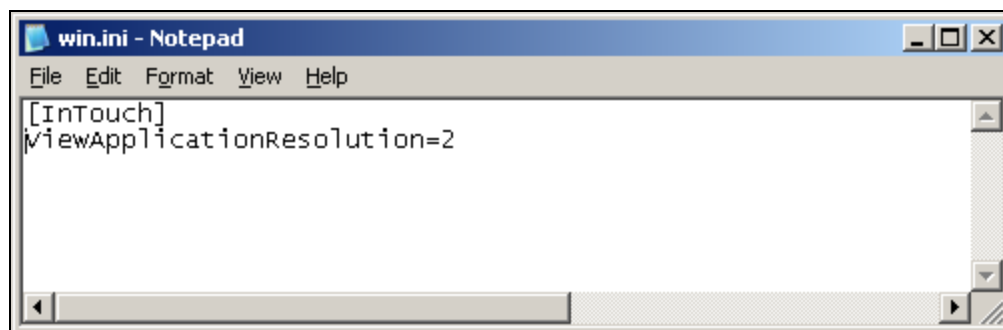 win.ini - Notepad
File Edit Format View Help
[InTouch]
ViewApplicationResolution=2